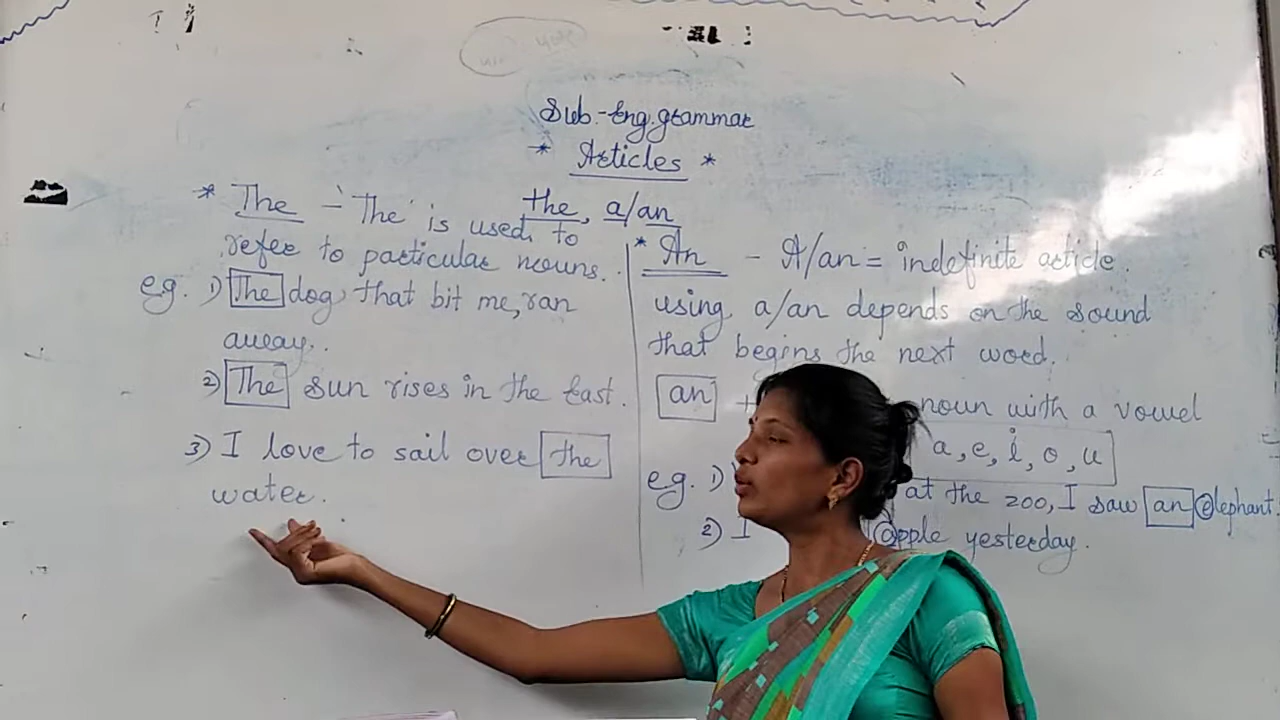 Sub.-Eng.grammar
* Articles *
the, a/an
* The - 'The' is used to
refer to particular nouns.
eg. 1) The dog, that bit me, ran
away.
2) The Sun rises in the East.
3) I love to sail over the
water.
* An - A/an = indefinite article.
using a/an depends on the sound
that begins the next word.
an + noun with a vowel
a, e, i, o, u
eg. 1) at the zoo, I saw an elephant.
2) I apple yesterday.